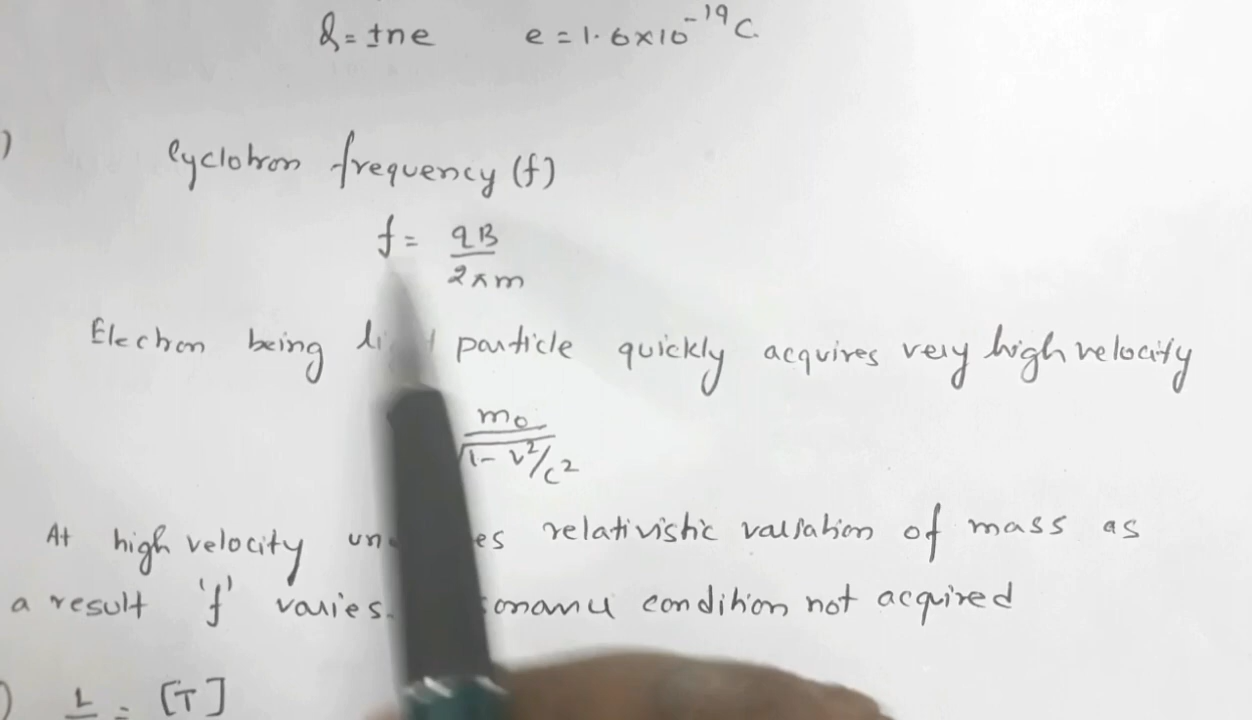 Q = ±ne e = 1.6×10⁻¹⁹ C.
) Cyclotron frequency (f)
f = qB / 2πm
Electron being particle quickly acquires very high velocity
m₀ / √1 - v²/c²
At high velocity relativistic variation of mass as
a result 'f' varies. condition not acquired
) L = [T]